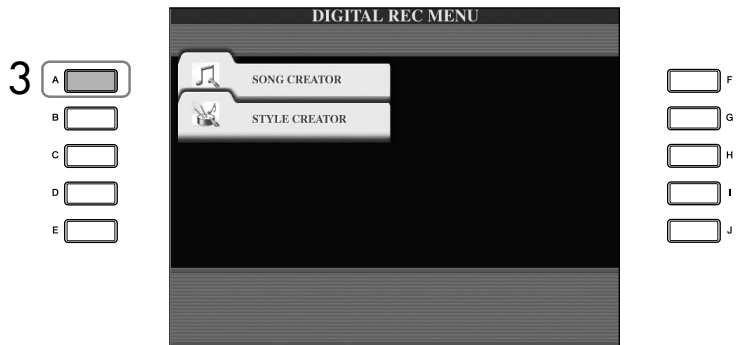 DIGITAL REC MENU
3
A
SONG CREATOR
F
B
STYLE CREATOR
G
C
H
D
I
E
J